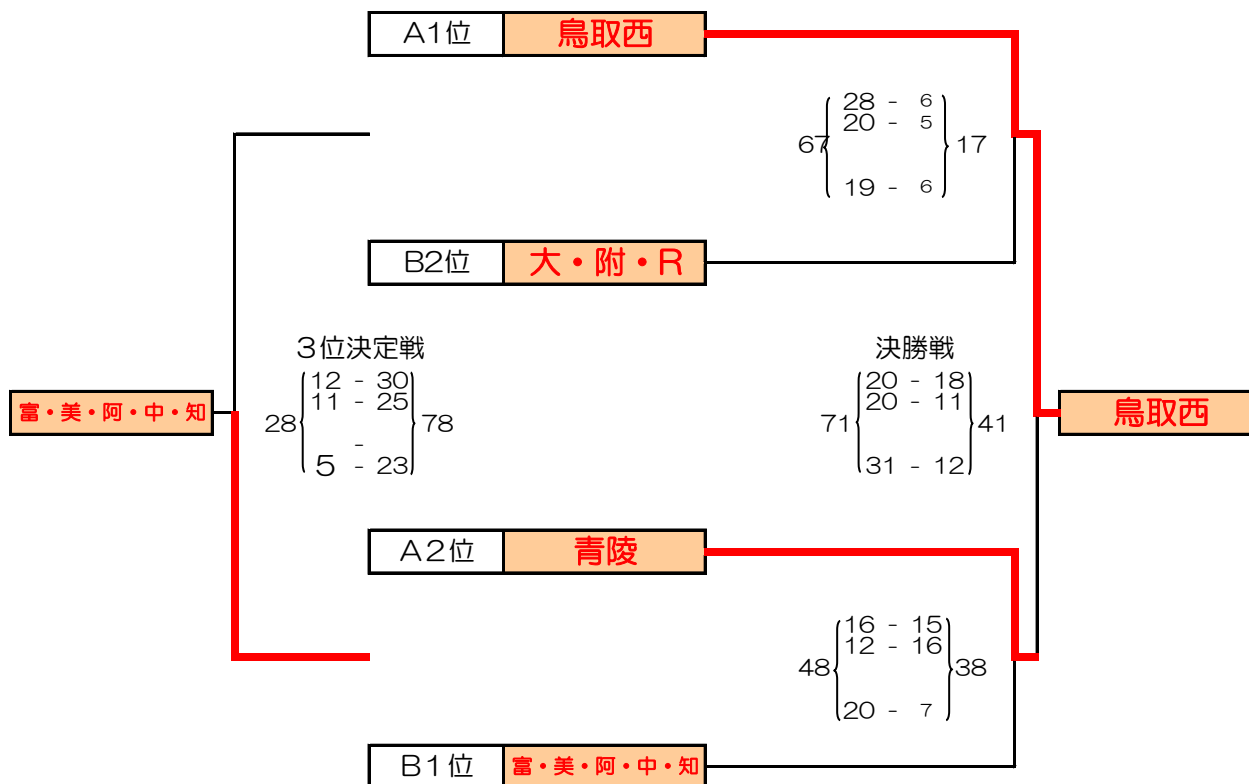 A1位 鳥取西
28 - 6
20 - 5
67 17
19 - 6
B2位 大・附・R
3位決定戦
12 - 30
11 - 25
28 78
-
5 - 23
決勝戦
20 - 18
20 - 11
71 41
31 - 12
富・美・阿・中・知
鳥取西
A2位 青陵
16 - 15
12 - 16
48 38
20 - 7
B1位 富・美・阿・中・知